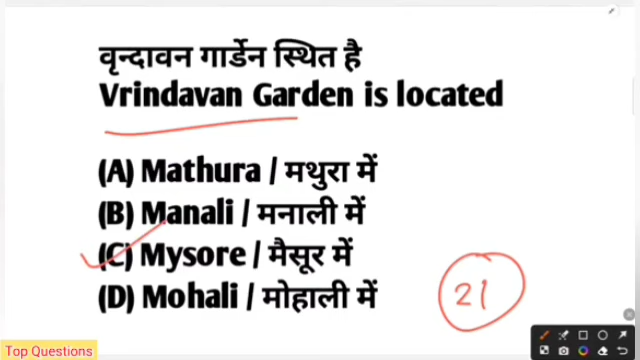 वृन्दावन गार्डेन स्थित है
Vrindavan Garden is located
(A) Mathura / मथुरा में
(B) Manali / मनाली में
(C) Mysore / मैसूर में
(D) Mohali / मोहाली में
21
Top Questions